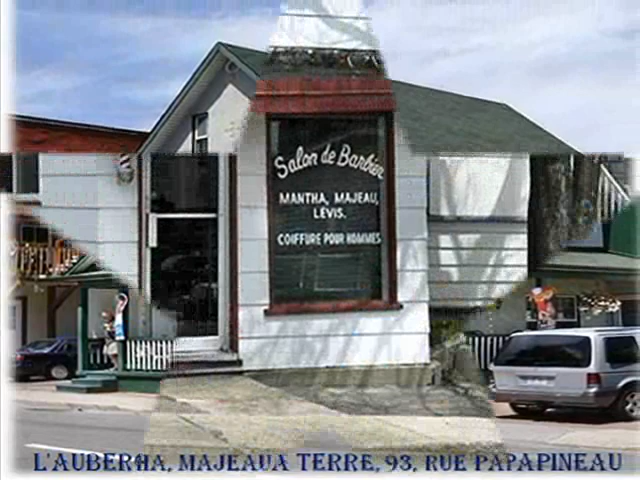 Salon de Barbier
MANTHA, MAJEAU,
LEVIS.
COIFFURE POUR HOMMES
L'AUBERHA, MAJEAUA TERRE, 93, RUE PAPAPINEAU